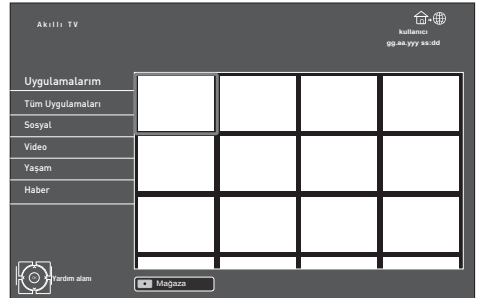 Akıllı TV
kullanıcı
gg.aa.yyy ss:dd
Uygulamalarım
Tüm Uygulamaları
Sosyal
Video
Yaşam
Haber
Yardım alanı
Mağaza